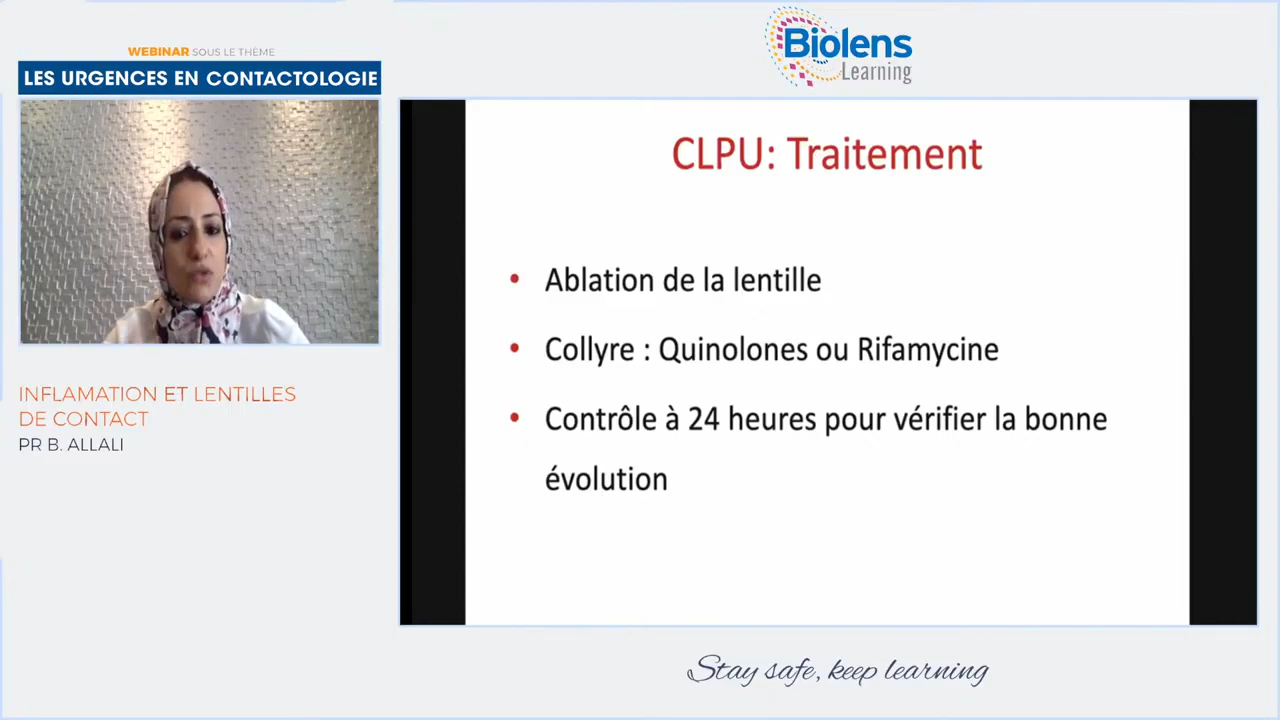 WEBINAR SOUS LE THÈME
LES URGENCES EN CONTACTOLOGIE
INFLAMATION ET LENTILLES
DE CONTACT
PR B. ALLALI
Biolens
Learning
CLPU: Traitement
• Ablation de la lentille
• Collyre : Quinolones ou Rifamycine
• Contrôle à 24 heures pour vérifier la bonne
évolution
Stay safe, keep learning